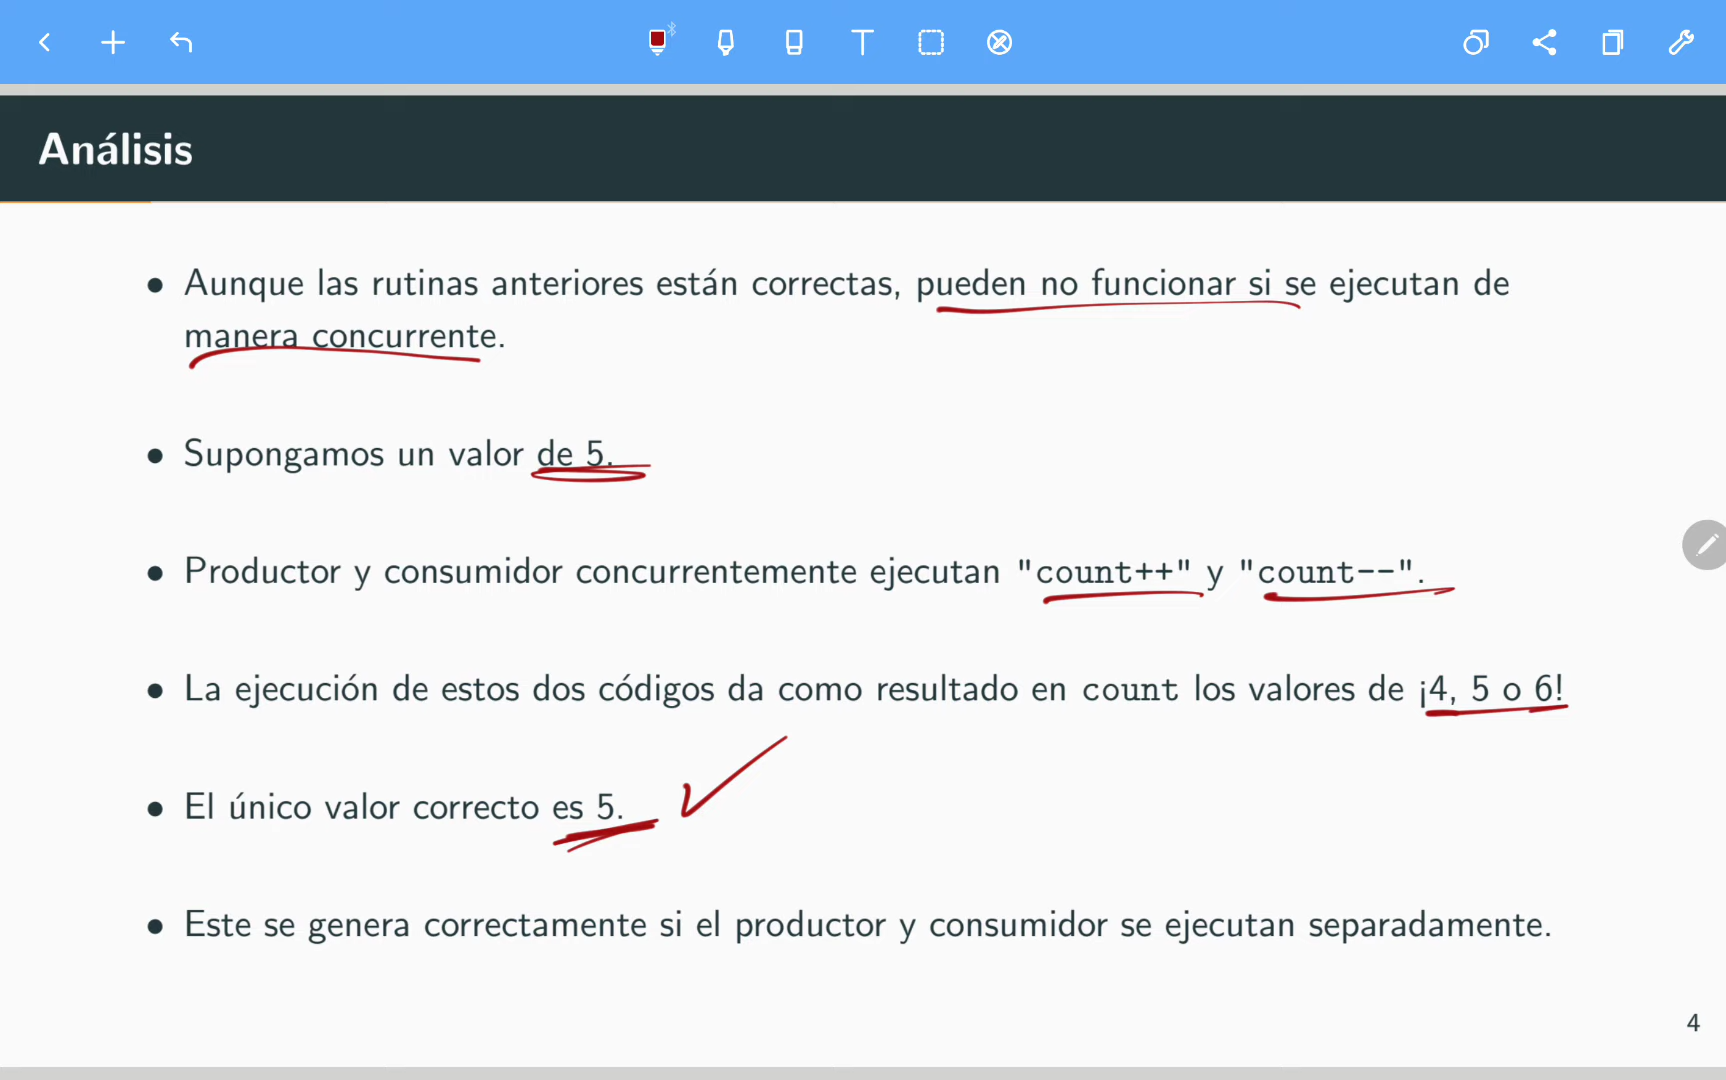 Análisis
• Aunque las rutinas anteriores están correctas, pueden no funcionar si se ejecutan de
manera concurrente.
• Supongamos un valor de 5.
• Productor y consumidor concurrentemente ejecutan "count++" y "count--".
• La ejecución de estos dos códigos da como resultado en count los valores de ¡4, 5 o 6!
• El único valor correcto es 5.
• Este se genera correctamente si el productor y consumidor se ejecutan separadamente.
4